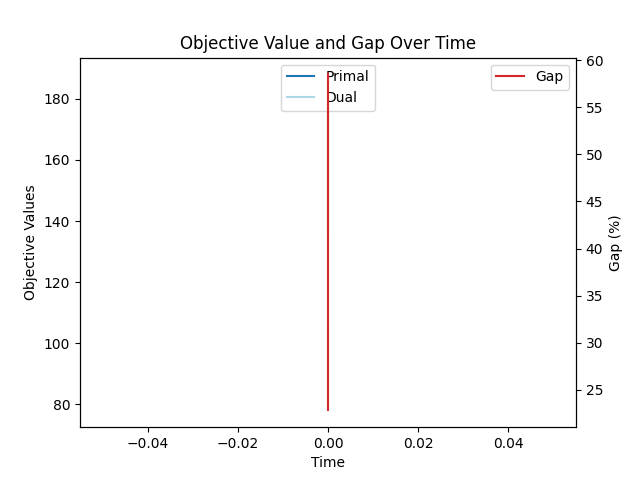 Objective Value and Gap Over Time
Primal
Dual
Gap
Objective Values
180
160
140
120
100
80
60
55
50
45
40
35
30
25
Gap (%)
−0.04
−0.02
0.00
0.02
0.04
Time